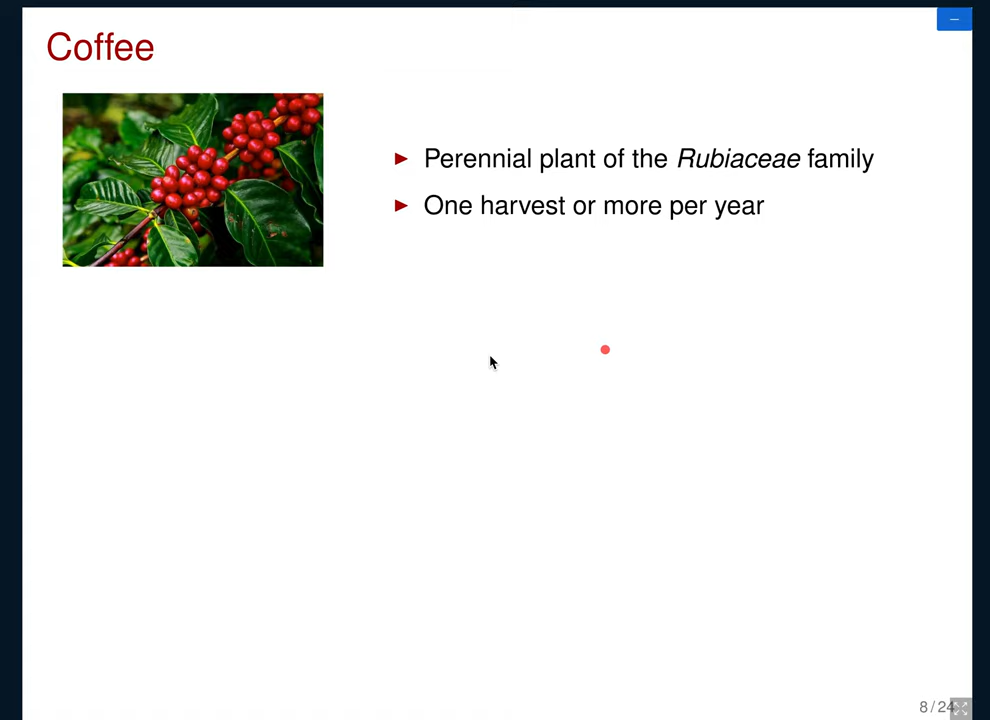 Coffee
► Perennial plant of the Rubiaceae family
► One harvest or more per year
8 / 24